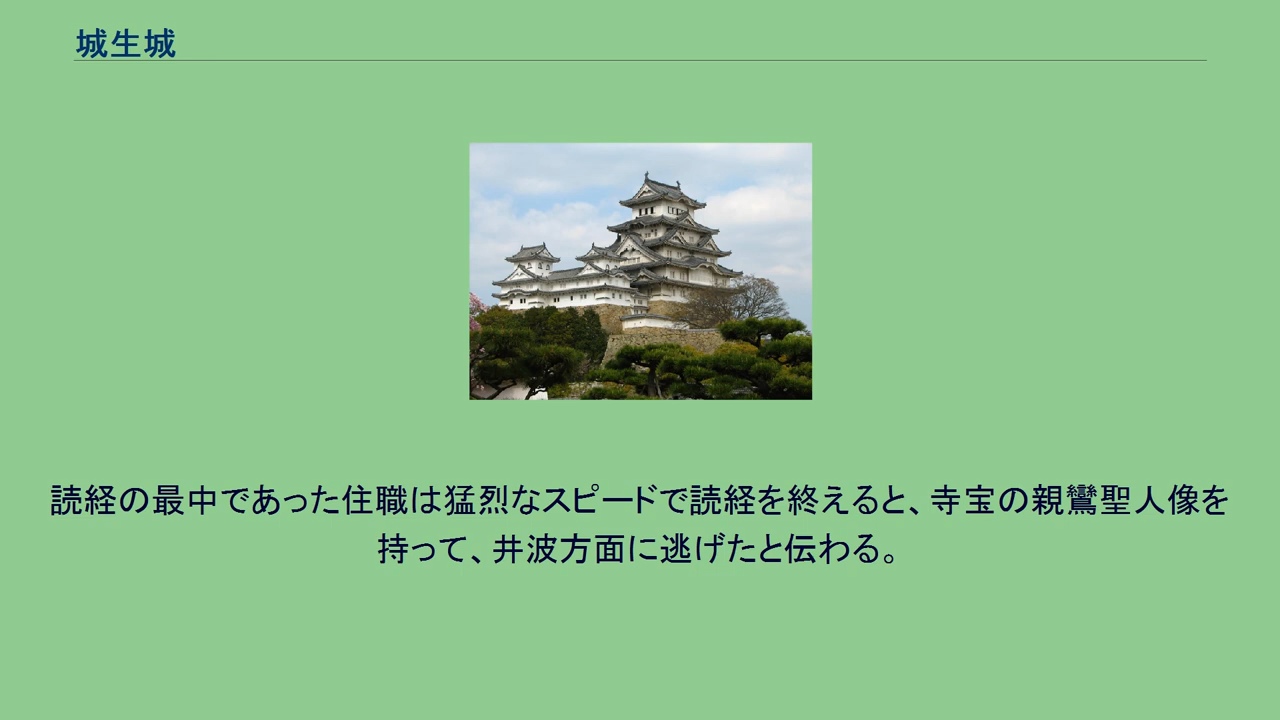 城生城
読経の最中であった住職は猛烈なスピードで読経を終えると、寺宝の親鸞聖人像を
持って、井波方面に逃げたと伝わる。